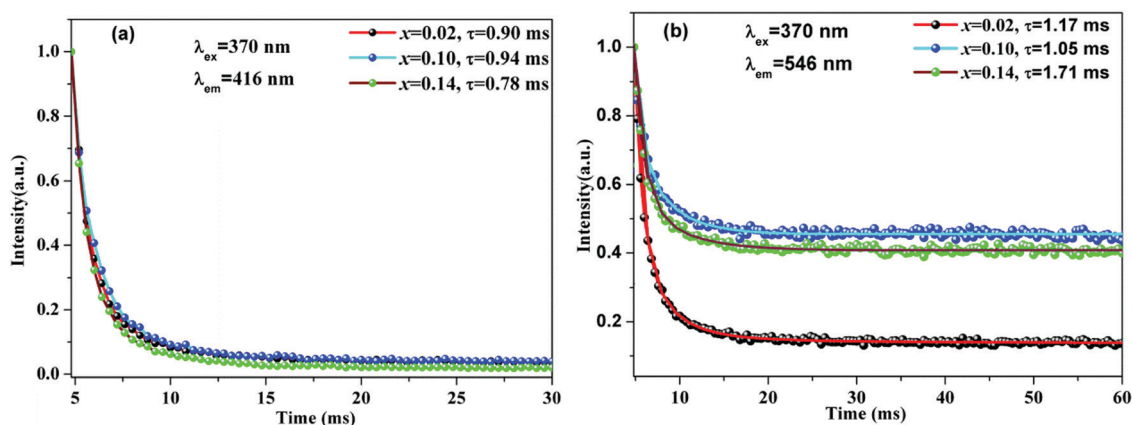 (a)
λex=370 nm
λem=416 nm
x=0.02, τ=0.90 ms
x=0.10, τ=0.94 ms
x=0.14, τ=0.78 ms
Intensity(a.u.)
1.0
0.8
0.6
0.4
0.2
0.0
5 10 15 20 25 30
Time (ms)
(b)
λex=370 nm
λem=546 nm
x=0.02, τ=1.17 ms
x=0.10, τ=1.05 ms
x=0.14, τ=1.71 ms
Intensity(a.u.)
1.0
0.8
0.6
0.4
0.2
10 20 30 40 50 60
Time (ms)